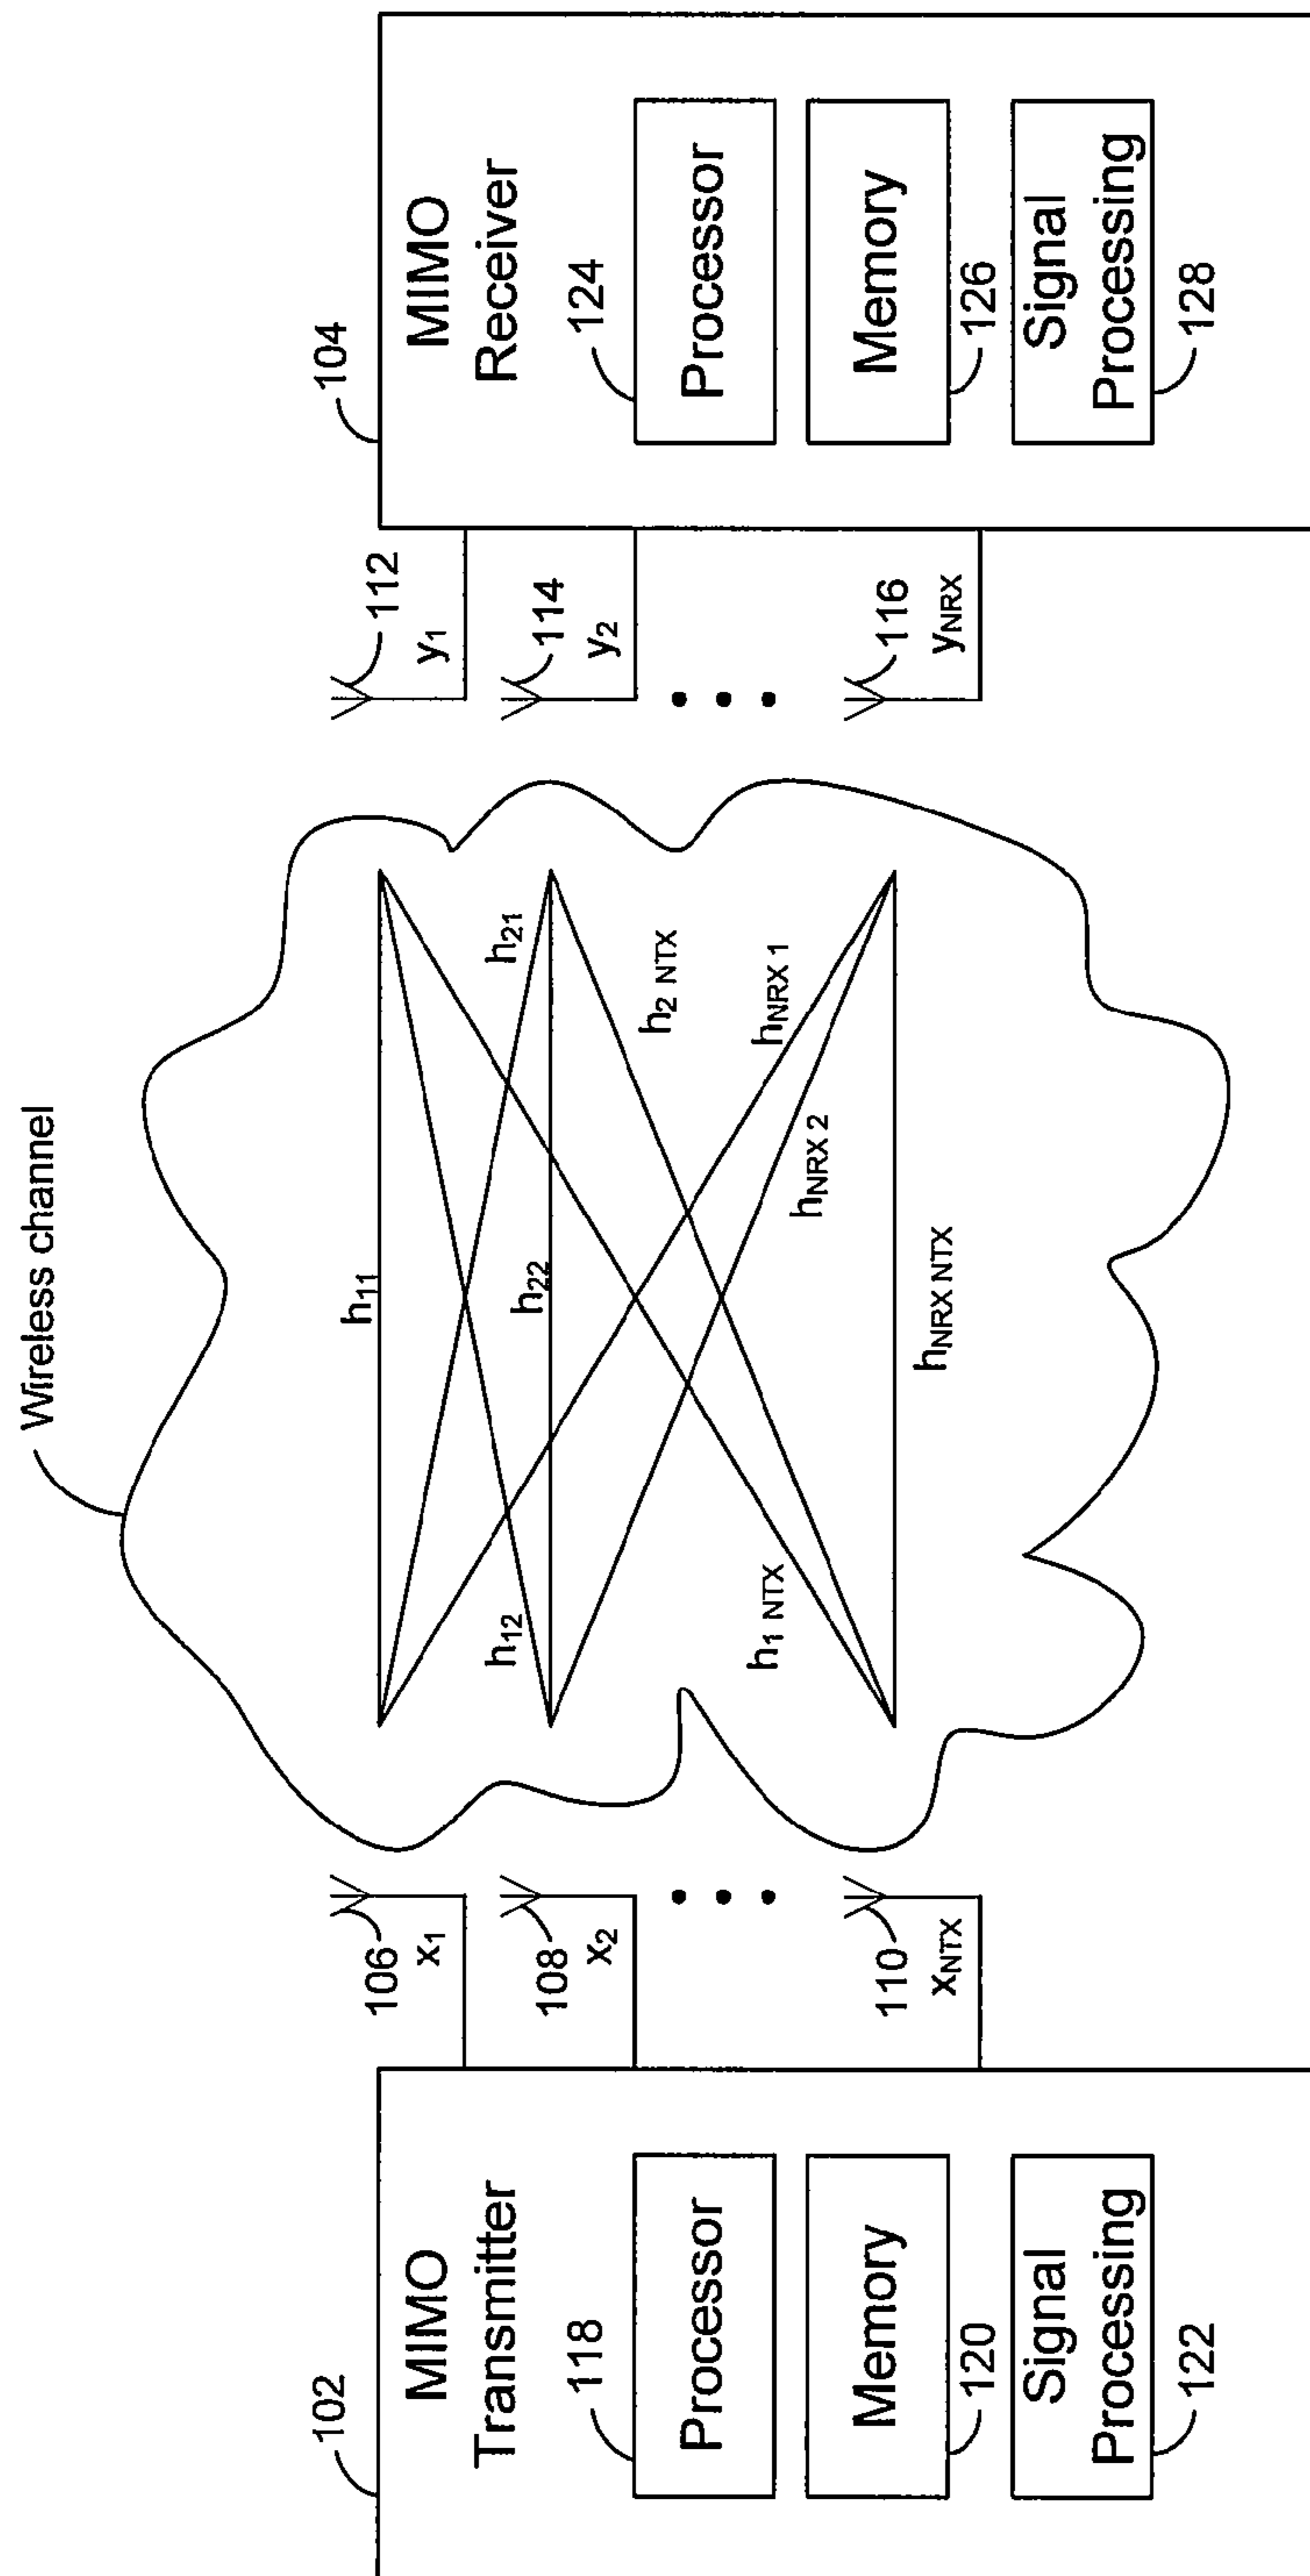 Wireless channel
102
MIMO
Transmitter
118
Processor
Memory
120
Signal
Processing
122
106
x1
108
x2
110
xNTX
h11
h12
h21
h22
h2 NTX
h1 NTX
hNRX 1
hNRX 2
hNRX NTX
112
y1
114
y2
116
yNRX
104
MIMO
Receiver
124
Processor
Memory
126
Signal
Processing
128